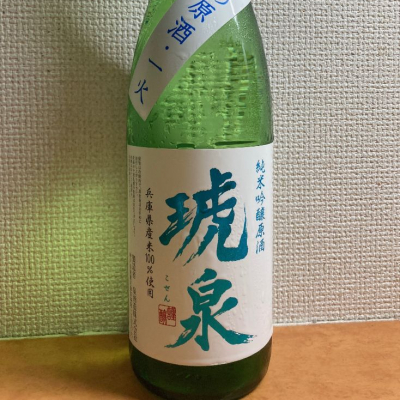 の原酒・一火
純米吟醸原酒
琥泉
こせん
兵庫県産米100%使用